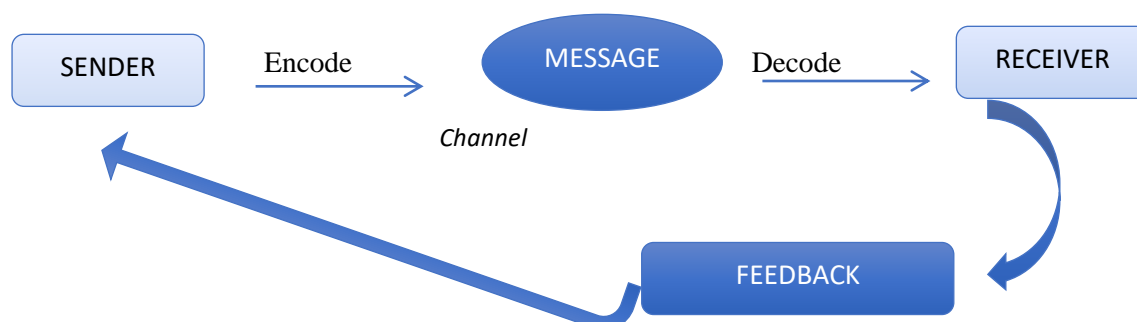 SENDER
Encode
MESSAGE
Decode
RECEIVER
Channel
FEEDBACK